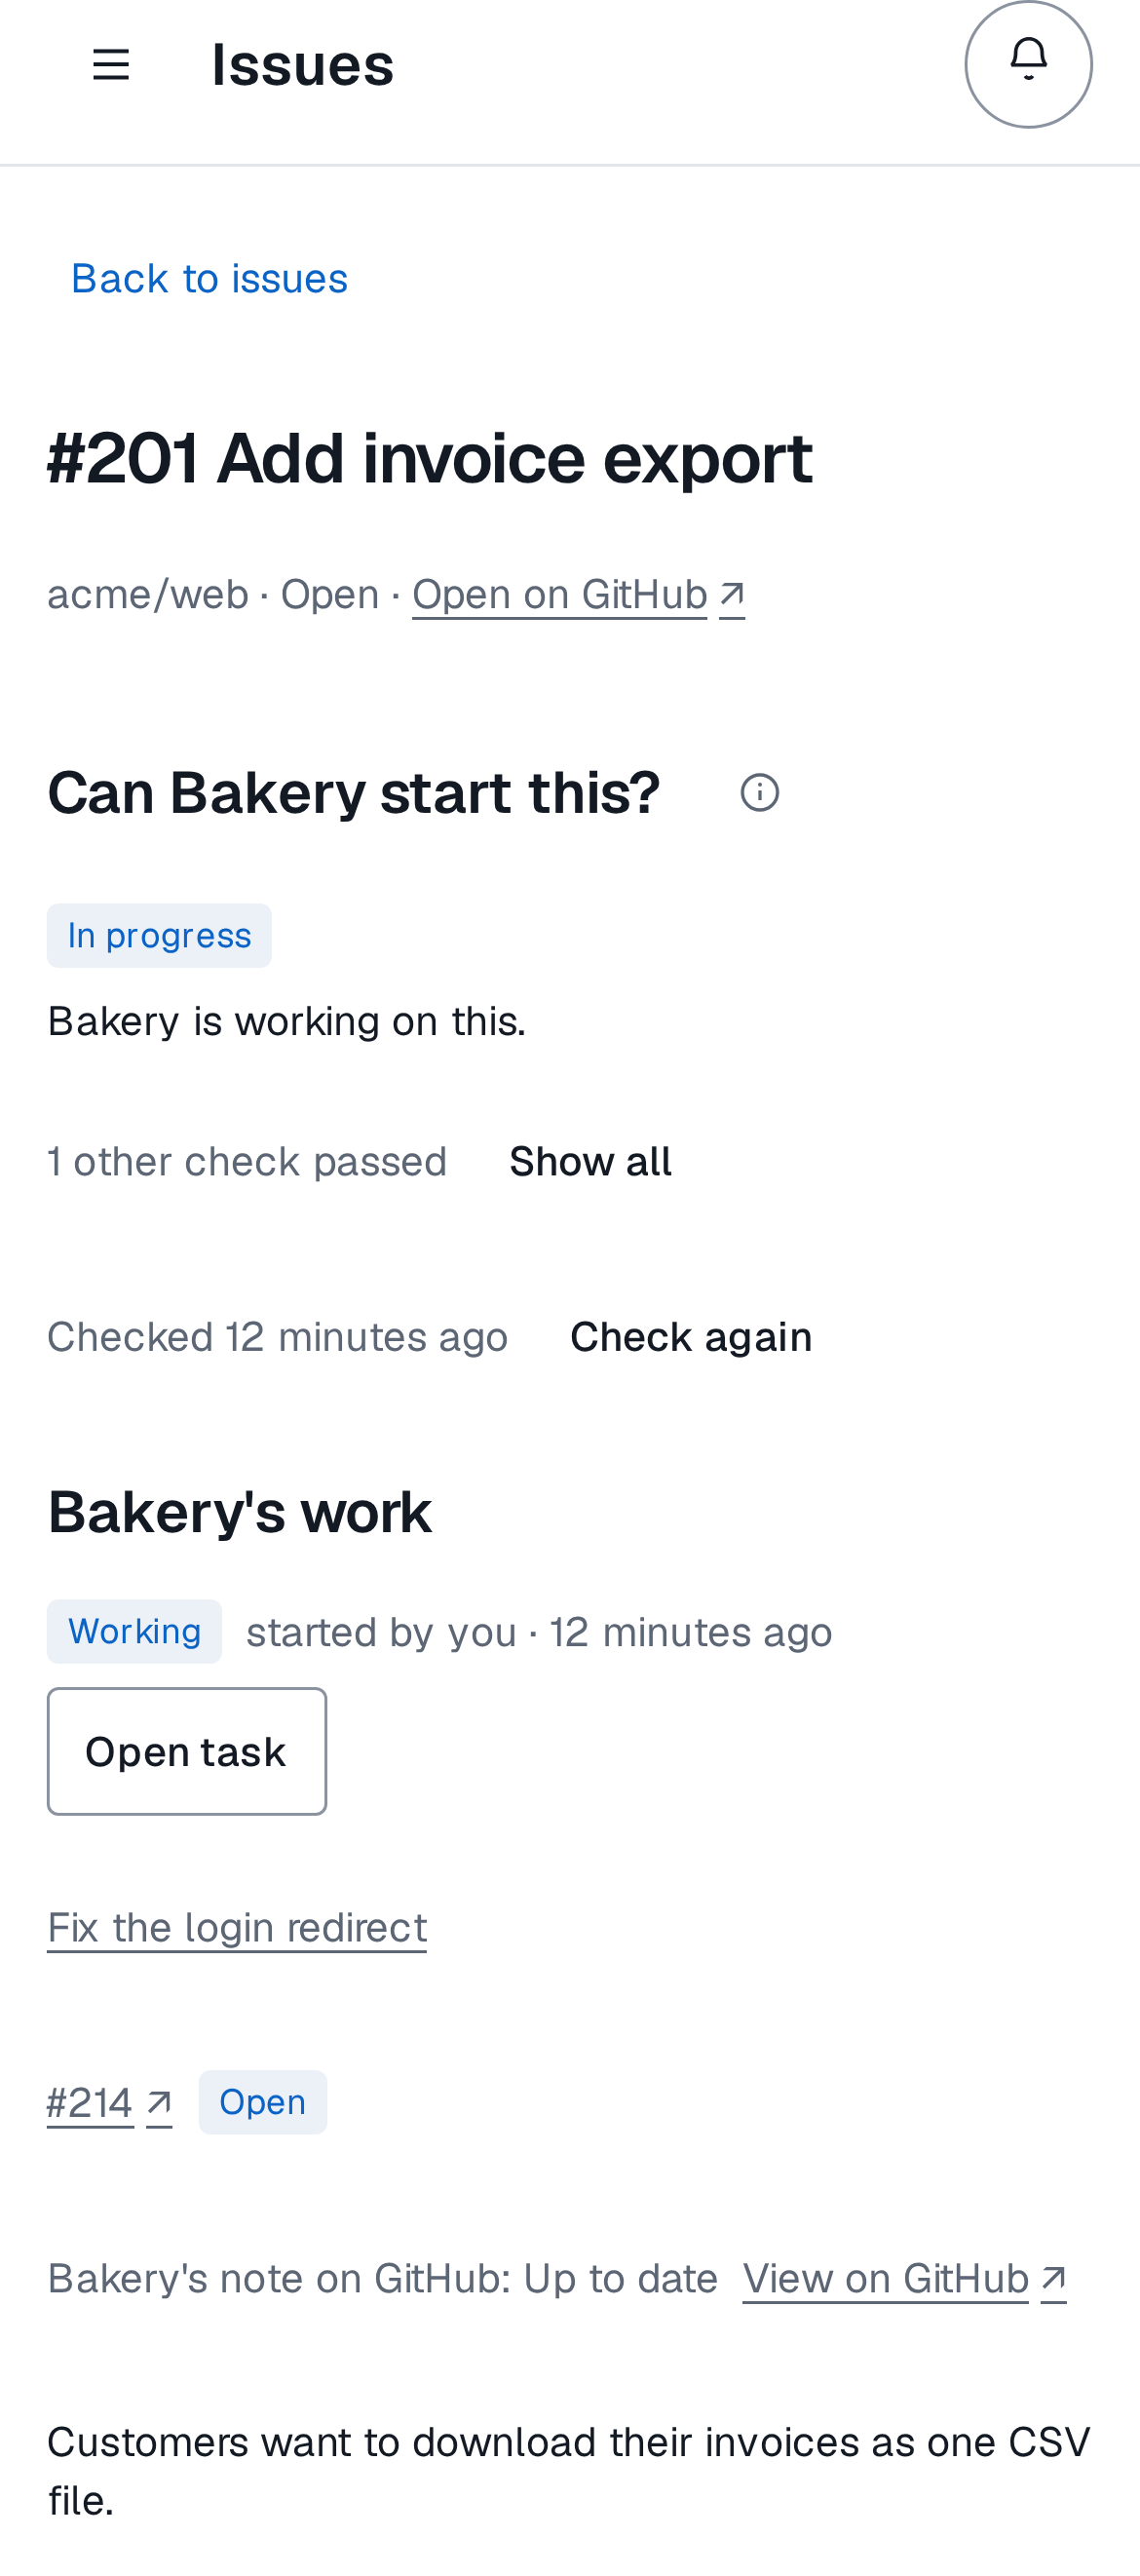 Issues
Back to issues
#201 Add invoice export
acme/web · Open · Open on GitHub ↗
Can Bakery start this?
In progress
Bakery is working on this.
1 other check passed Show all
Checked 12 minutes ago Check again
Bakery's work
Working started by you · 12 minutes ago
Open task
Fix the login redirect
#214 ↗ Open
Bakery's note on GitHub: Up to date View on GitHub ↗
Customers want to download their invoices as one CSV
file.